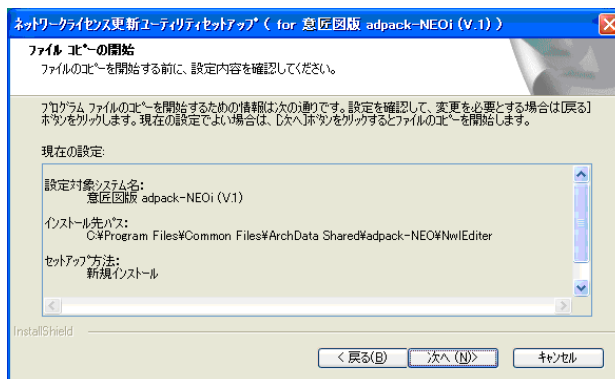 ネットワークライセンス更新ユーティリティセットアップ ( for 意匠図版 adpack-NEOi (V.1) )
ファイル コピーの開始
ファイルのコピーを開始する前に、設定内容を確認してください。
プログラム ファイルのコピーを開始するための情報は次の通りです。設定を確認して、変更を必要とする場合は[戻る]
ボタンをクリックします。現在の設定でよい場合は、[次へ]ボタンをクリックするとファイルのコピーを開始します。
現在の設定:
設定対象システム名:
意匠図版 adpack-NEOi (V.1)
インストール先パス:
C:¥Program Files¥Common Files¥ArchData Shared¥adpack-NEO¥NwlEditer
セットアップ方法:
新規インストール
InstallShield
< 戻る(B)
次へ (N)>
キャンセル